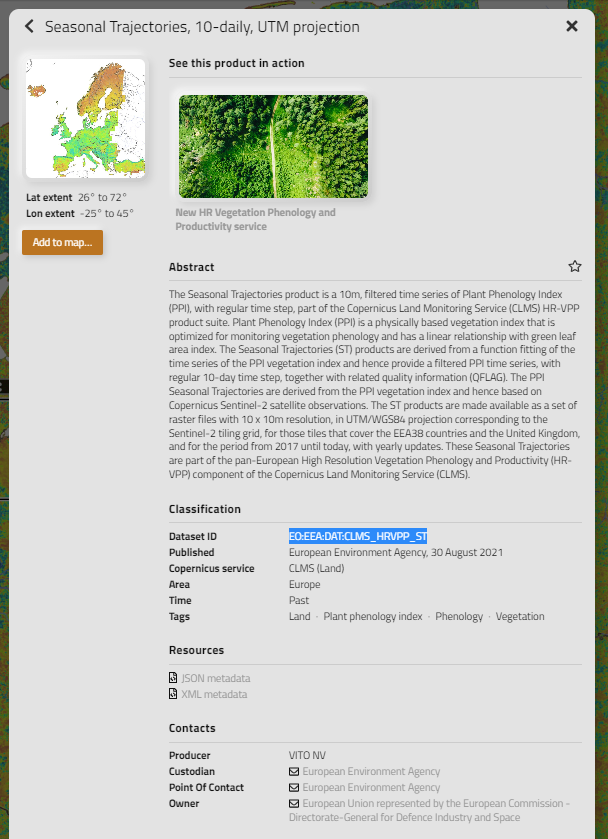 Seasonal Trajectories, 10-daily, UTM projection
Lat extent 26° to 72°
Lon extent -25° to 45°
Add to map...
See this product in action
New HR Vegetation Phenology and
Productivity service
Abstract
The Seasonal Trajectories product is a 10m, filtered time series of Plant Phenology Index
(PPI), with regular time step, part of the Copernicus Land Monitoring Service (CLMS) HR-VPP
product suite. Plant Phenology Index (PPI) is a physically based vegetation index that is
optimized for monitoring vegetation phenology and has a linear relationship with green leaf
area index. The Seasonal Trajectories (ST) products are derived from a function fitting of the
time series of the PPI vegetation index and hence provide a filtered PPI time series, with
regular 10-day time step, together with related quality information (QFLAG). The PPI
Seasonal Trajectories are derived from the PPI vegetation index and hence based on
Copernicus Sentinel-2 satellite observations. The ST products are made available as a set of
raster files with 10 x 10m resolution, in UTM/WGS84 projection corresponding to the
Sentinel-2 tiling grid, for those tiles that cover the EEA38 countries and the United Kingdom,
and for the period from 2017 until today, with yearly updates. These Seasonal Trajectories
are part of the pan-European High Resolution Vegetation Phenology and Productivity (HR-
VPP) component of the Copernicus Land Monitoring Service (CLMS).
Classification
Dataset ID EO:EEA:DAT:CLMS_HRVPP_ST
Published European Environment Agency, 30 August 2021
Copernicus service CLMS (Land)
Area Europe
Time Past
Tags Land · Plant phenology index · Phenology · Vegetation
Resources
JSON metadata
XML metadata
Contacts
Producer VITO NV
Custodian European Environment Agency
Point Of Contact European Environment Agency
Owner European Union represented by the European Commission -
Directorate-General for Defence Industry and Space